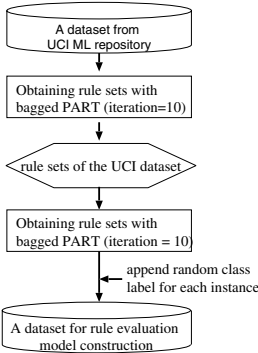 A dataset from
UCI ML repository
Obtaining rule sets with
bagged PART (iteration=10)
rule sets of the UCI dataset
Obtaining rule sets with
bagged PART (iteration = 10)
append random class
label for each instance
A dataset for rule evaluation
model construction